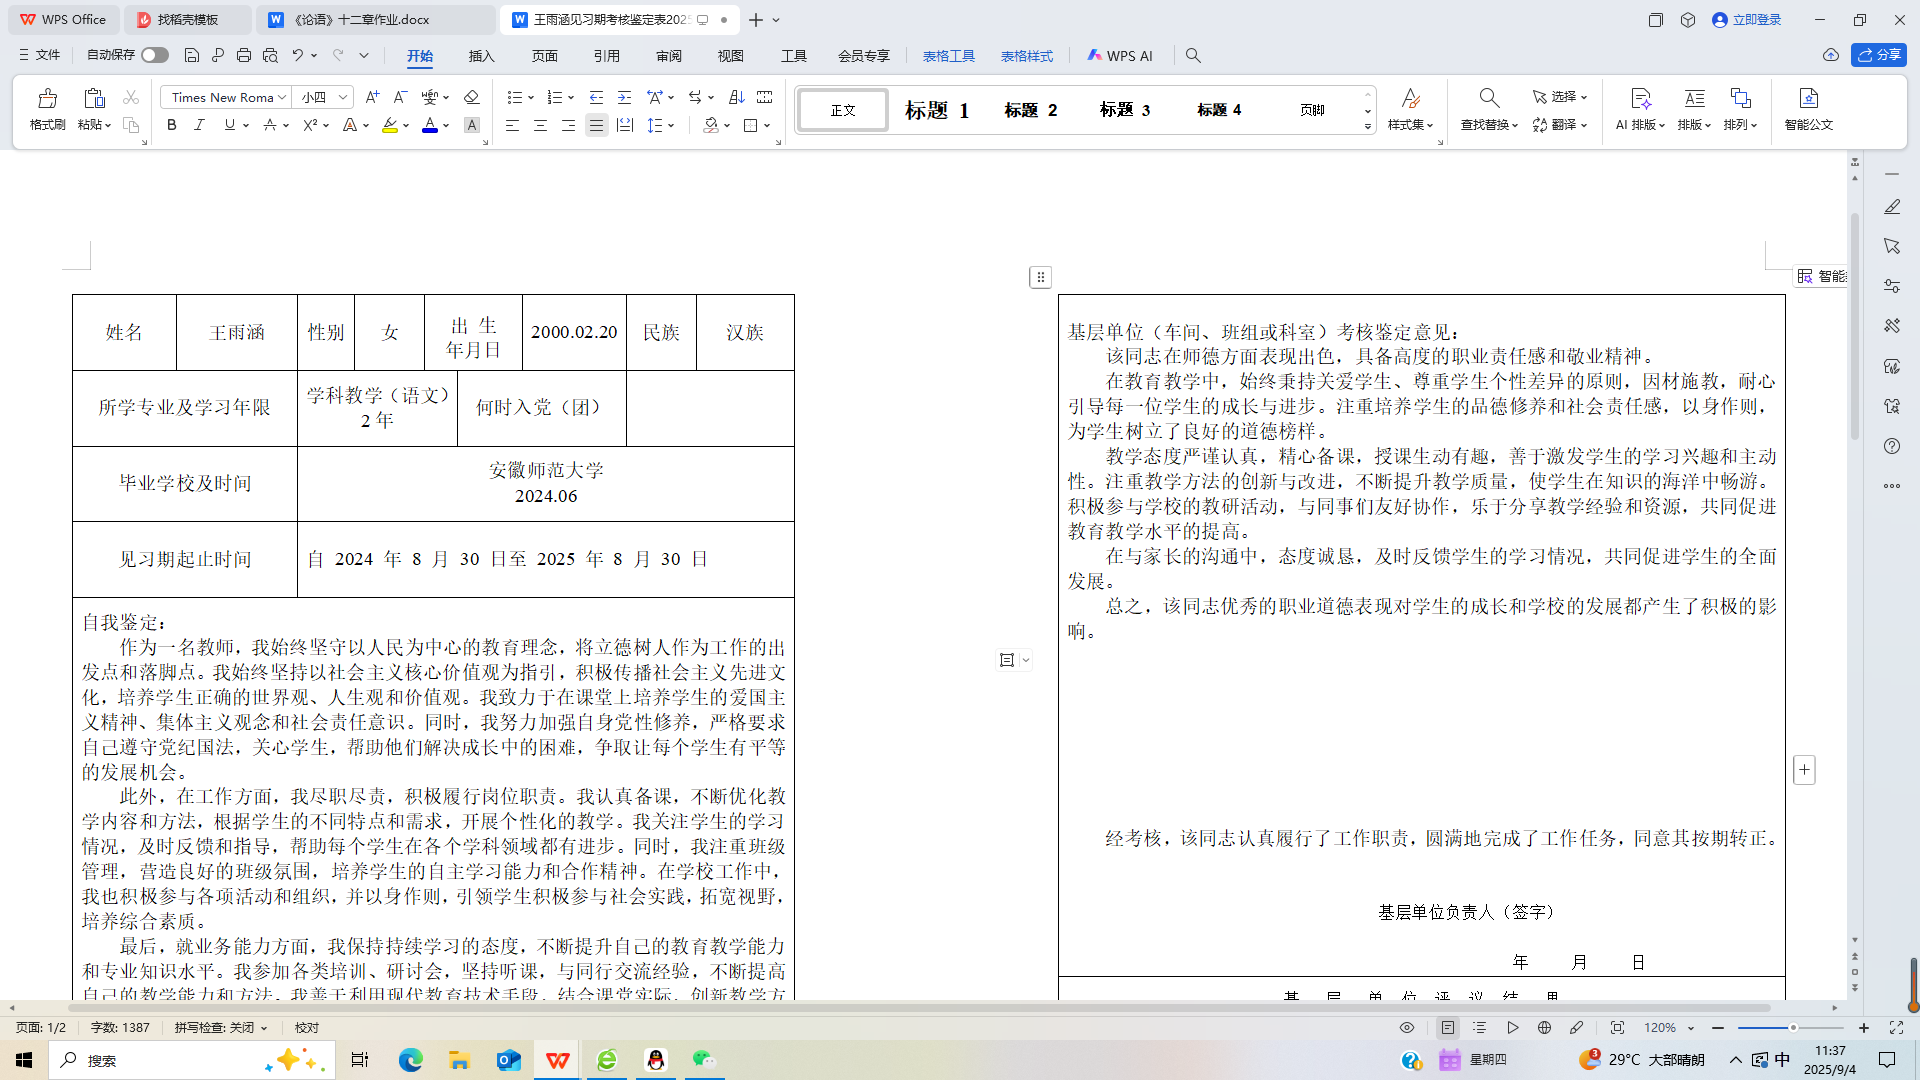 WPS Office
找稻壳模板
《论语》十二章作业.docx
王雨涵见习期考核鉴定表2025
立即登录
文件
自动保存
开始
插入
页面
引用
审阅
视图
工具
会员专享
表格工具
表格样式
WPS AI
分享
格式刷
粘贴
Times New Roma
小四
正文
标题 1
标题 2
标题 3
标题 4
页脚
样式集
查找替换
选择
翻译
AI 排版
排版
排列
智能公文
姓名
王雨涵
性别
女
出 生
年月日
2000.02.20
民族
汉族
所学专业及学习年限
学科教学（语文）
2 年
何时入党（团）
毕业学校及时间
安徽师范大学
2024.06
见习期起止时间
自 2024 年 8 月 30 日至 2025 年 8 月 30 日
自我鉴定：
作为一名教师，我始终坚守以人民为中心的教育理念，将立德树人作为工作的出
发点和落脚点。我始终坚持以社会主义核心价值观为指引，积极传播社会主义先进文
化，培养学生正确的世界观、人生观和价值观。我致力于在课堂上培养学生的爱国主
义精神、集体主义观念和社会责任意识。同时，我努力加强自身党性修养，严格要求
自己遵守党纪国法，关心学生，帮助他们解决成长中的困难，争取让每个学生有平等
的发展机会。
此外，在工作方面，我尽职尽责，积极履行岗位职责。我认真备课，不断优化教
学内容和方法，根据学生的不同特点和需求，开展个性化的教学。我关注学生的学习
情况，及时反馈和指导，帮助每个学生在各个学科领域都有进步。同时，我注重班级
管理，营造良好的班级氛围，培养学生的自主学习能力和合作精神。在学校工作中，
我也积极参与各项活动和组织，并以身作则，引领学生积极参与社会实践，拓宽视野，
培养综合素质。
最后，就业务能力方面，我保持持续学习的态度，不断提升自己的教育教学能力
和专业知识水平。我参加各类培训、研讨会，坚持听课，与同行交流经验，不断提高
自己的教学能力和方法。我善于利用现代教育技术手段，结合课堂实际，创新教学方
智能
基层单位（车间、班组或科室）考核鉴定意见：
该同志在师德方面表现出色，具备高度的职业责任感和敬业精神。
在教育教学中，始终秉持关爱学生、尊重学生个性差异的原则，因材施教，耐心
引导每一位学生的成长与进步。注重培养学生的品德修养和社会责任感，以身作则，
为学生树立了良好的道德榜样。
教学态度严谨认真，精心备课，授课生动有趣，善于激发学生的学习兴趣和主动
性。注重教学方法的创新与改进，不断提升教学质量，使学生在知识的海洋中畅游。
积极参与学校的教研活动，与同事们友好协作，乐于分享教学经验和资源，共同促进
教育教学水平的提高。
在与家长的沟通中，态度诚恳，及时反馈学生的学习情况，共同促进学生的全面
发展。
总之，该同志优秀的职业道德表现对学生的成长和学校的发展都产生了积极的影
响。
经考核，该同志认真履行了工作职责，圆满地完成了工作任务，同意其按期转正。
基层单位负责人（签字）
年 月 日
基 层 单 位 评 议 结 果
页面: 1/2
字数: 1387
拼写检查: 关闭
校对
120%
搜索
星期四
3
29°C 大部晴朗
中
11:37
2025/9/4